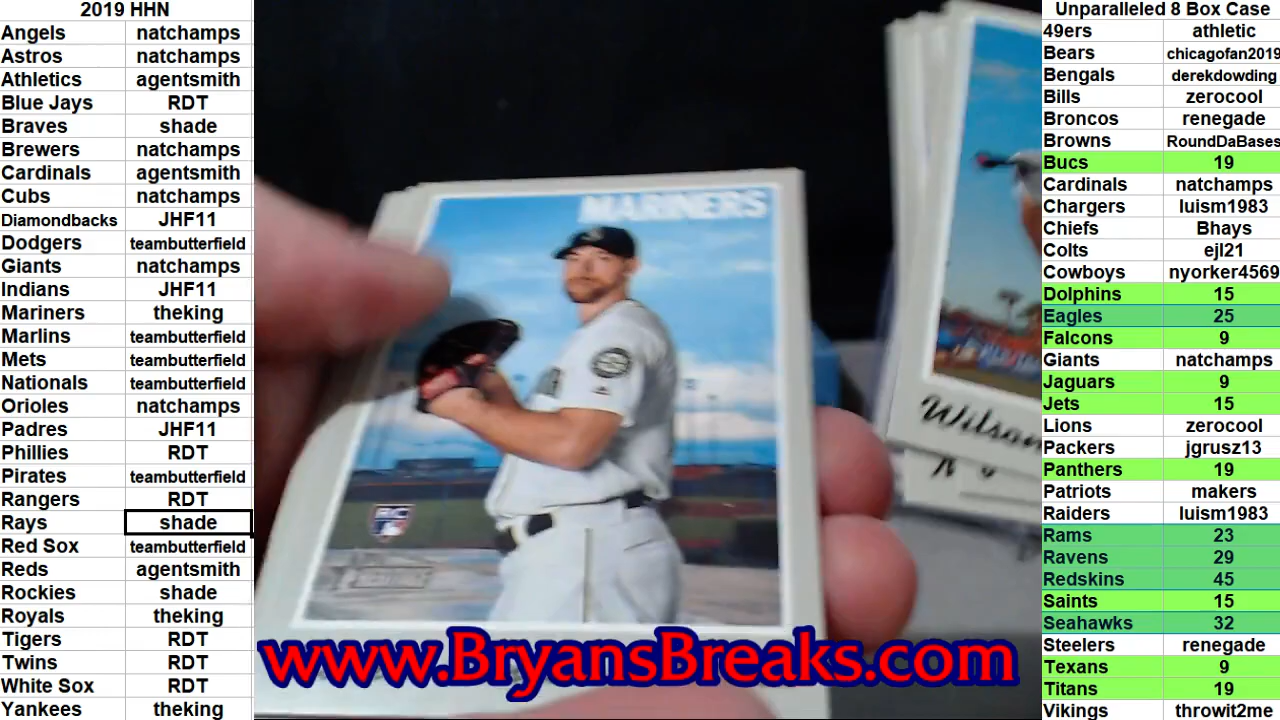 2019 HHN
Angels natchamps
Astros natchamps
Athletics agentsmith
Blue Jays RDT
Braves shade
Brewers natchamps
Cardinals agentsmith
Cubs natchamps
Diamondbacks JHF11
Dodgers teambutterfield
Giants natchamps
Indians JHF11
Mariners theking
Marlins teambutterfield
Mets teambutterfield
Nationals teambutterfield
Orioles natchamps
Padres JHF11
Phillies RDT
Pirates teambutterfield
Rangers RDT
Rays shade
Red Sox teambutterfield
Reds agentsmith
Rockies shade
Royals theking
Tigers RDT
Twins RDT
White Sox RDT
Yankees theking
MARINERS
RC
Wilson
www.BryansBreaks.com
Unparalleled 8 Box Case
49ers athletic
Bears chicagofan2019
Bengals derekdowding
Bills zerocool
Broncos renegade
Browns RoundDaBases
Bucs 19
Cardinals natchamps
Chargers luism1983
Chiefs Bhays
Colts ejl21
Cowboys nyorker4569
Dolphins 15
Eagles 25
Falcons 9
Giants natchamps
Jaguars 9
Jets 15
Lions zerocool
Packers jgrusz13
Panthers 19
Patriots makers
Raiders luism1983
Rams 23
Ravens 29
Redskins 45
Saints 15
Seahawks 32
Steelers renegade
Texans 9
Titans 19
Vikings throwit2me